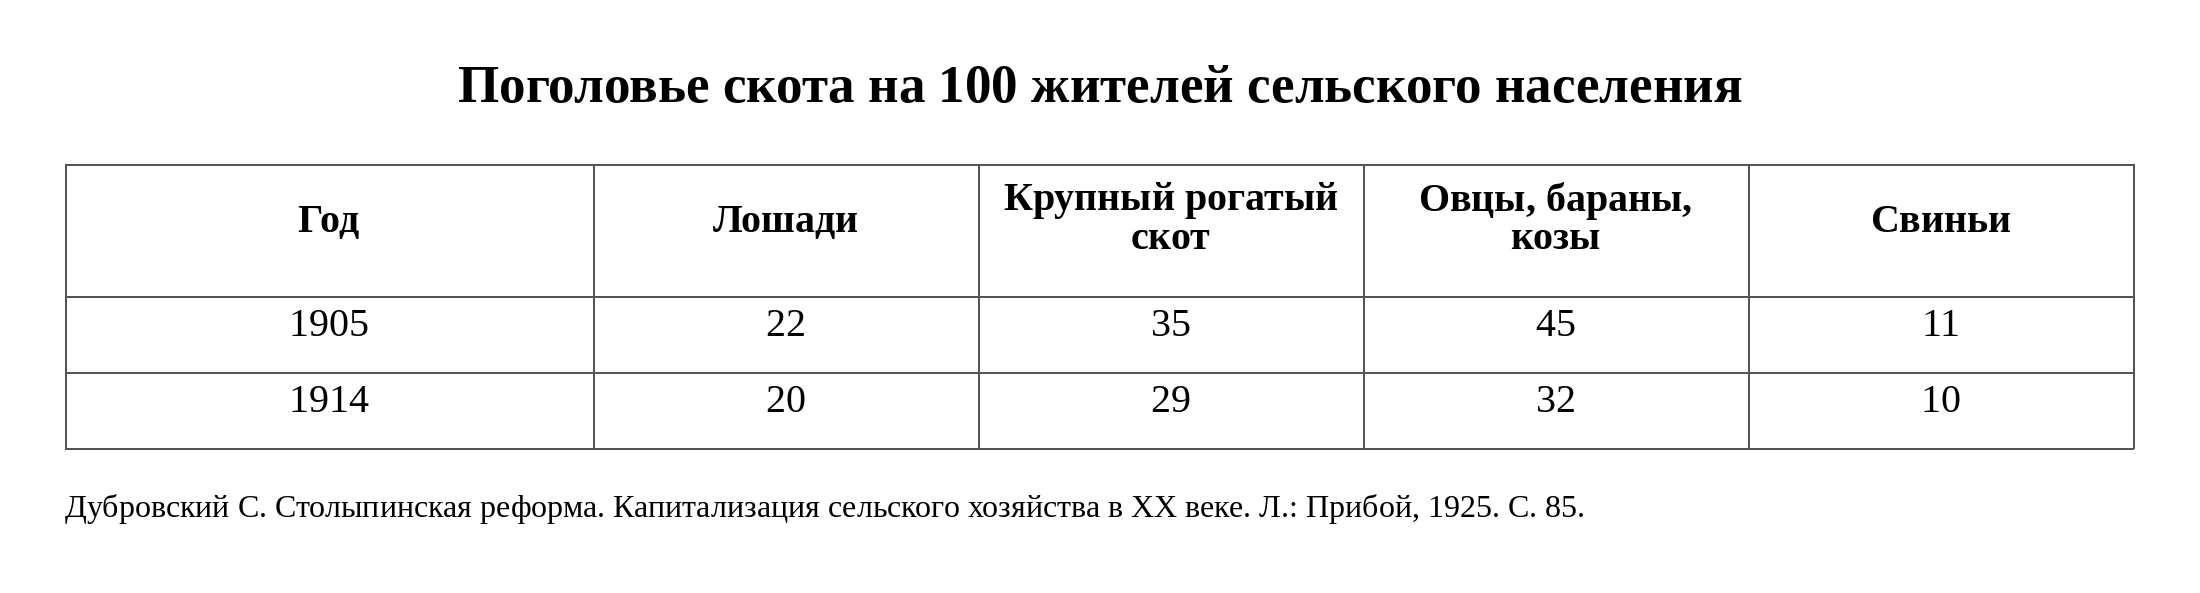 Поголовье скота на 100 жителей сельского населения
Год Лошади Крупный рогатый скот Овцы, бараны, козы Свиньи
1905 22 35 45 11
1914 20 29 32 10
Дубровский С. Столыпинская реформа. Капитализация сельского хозяйства в XX веке. Л.: Прибой, 1925. С. 85.